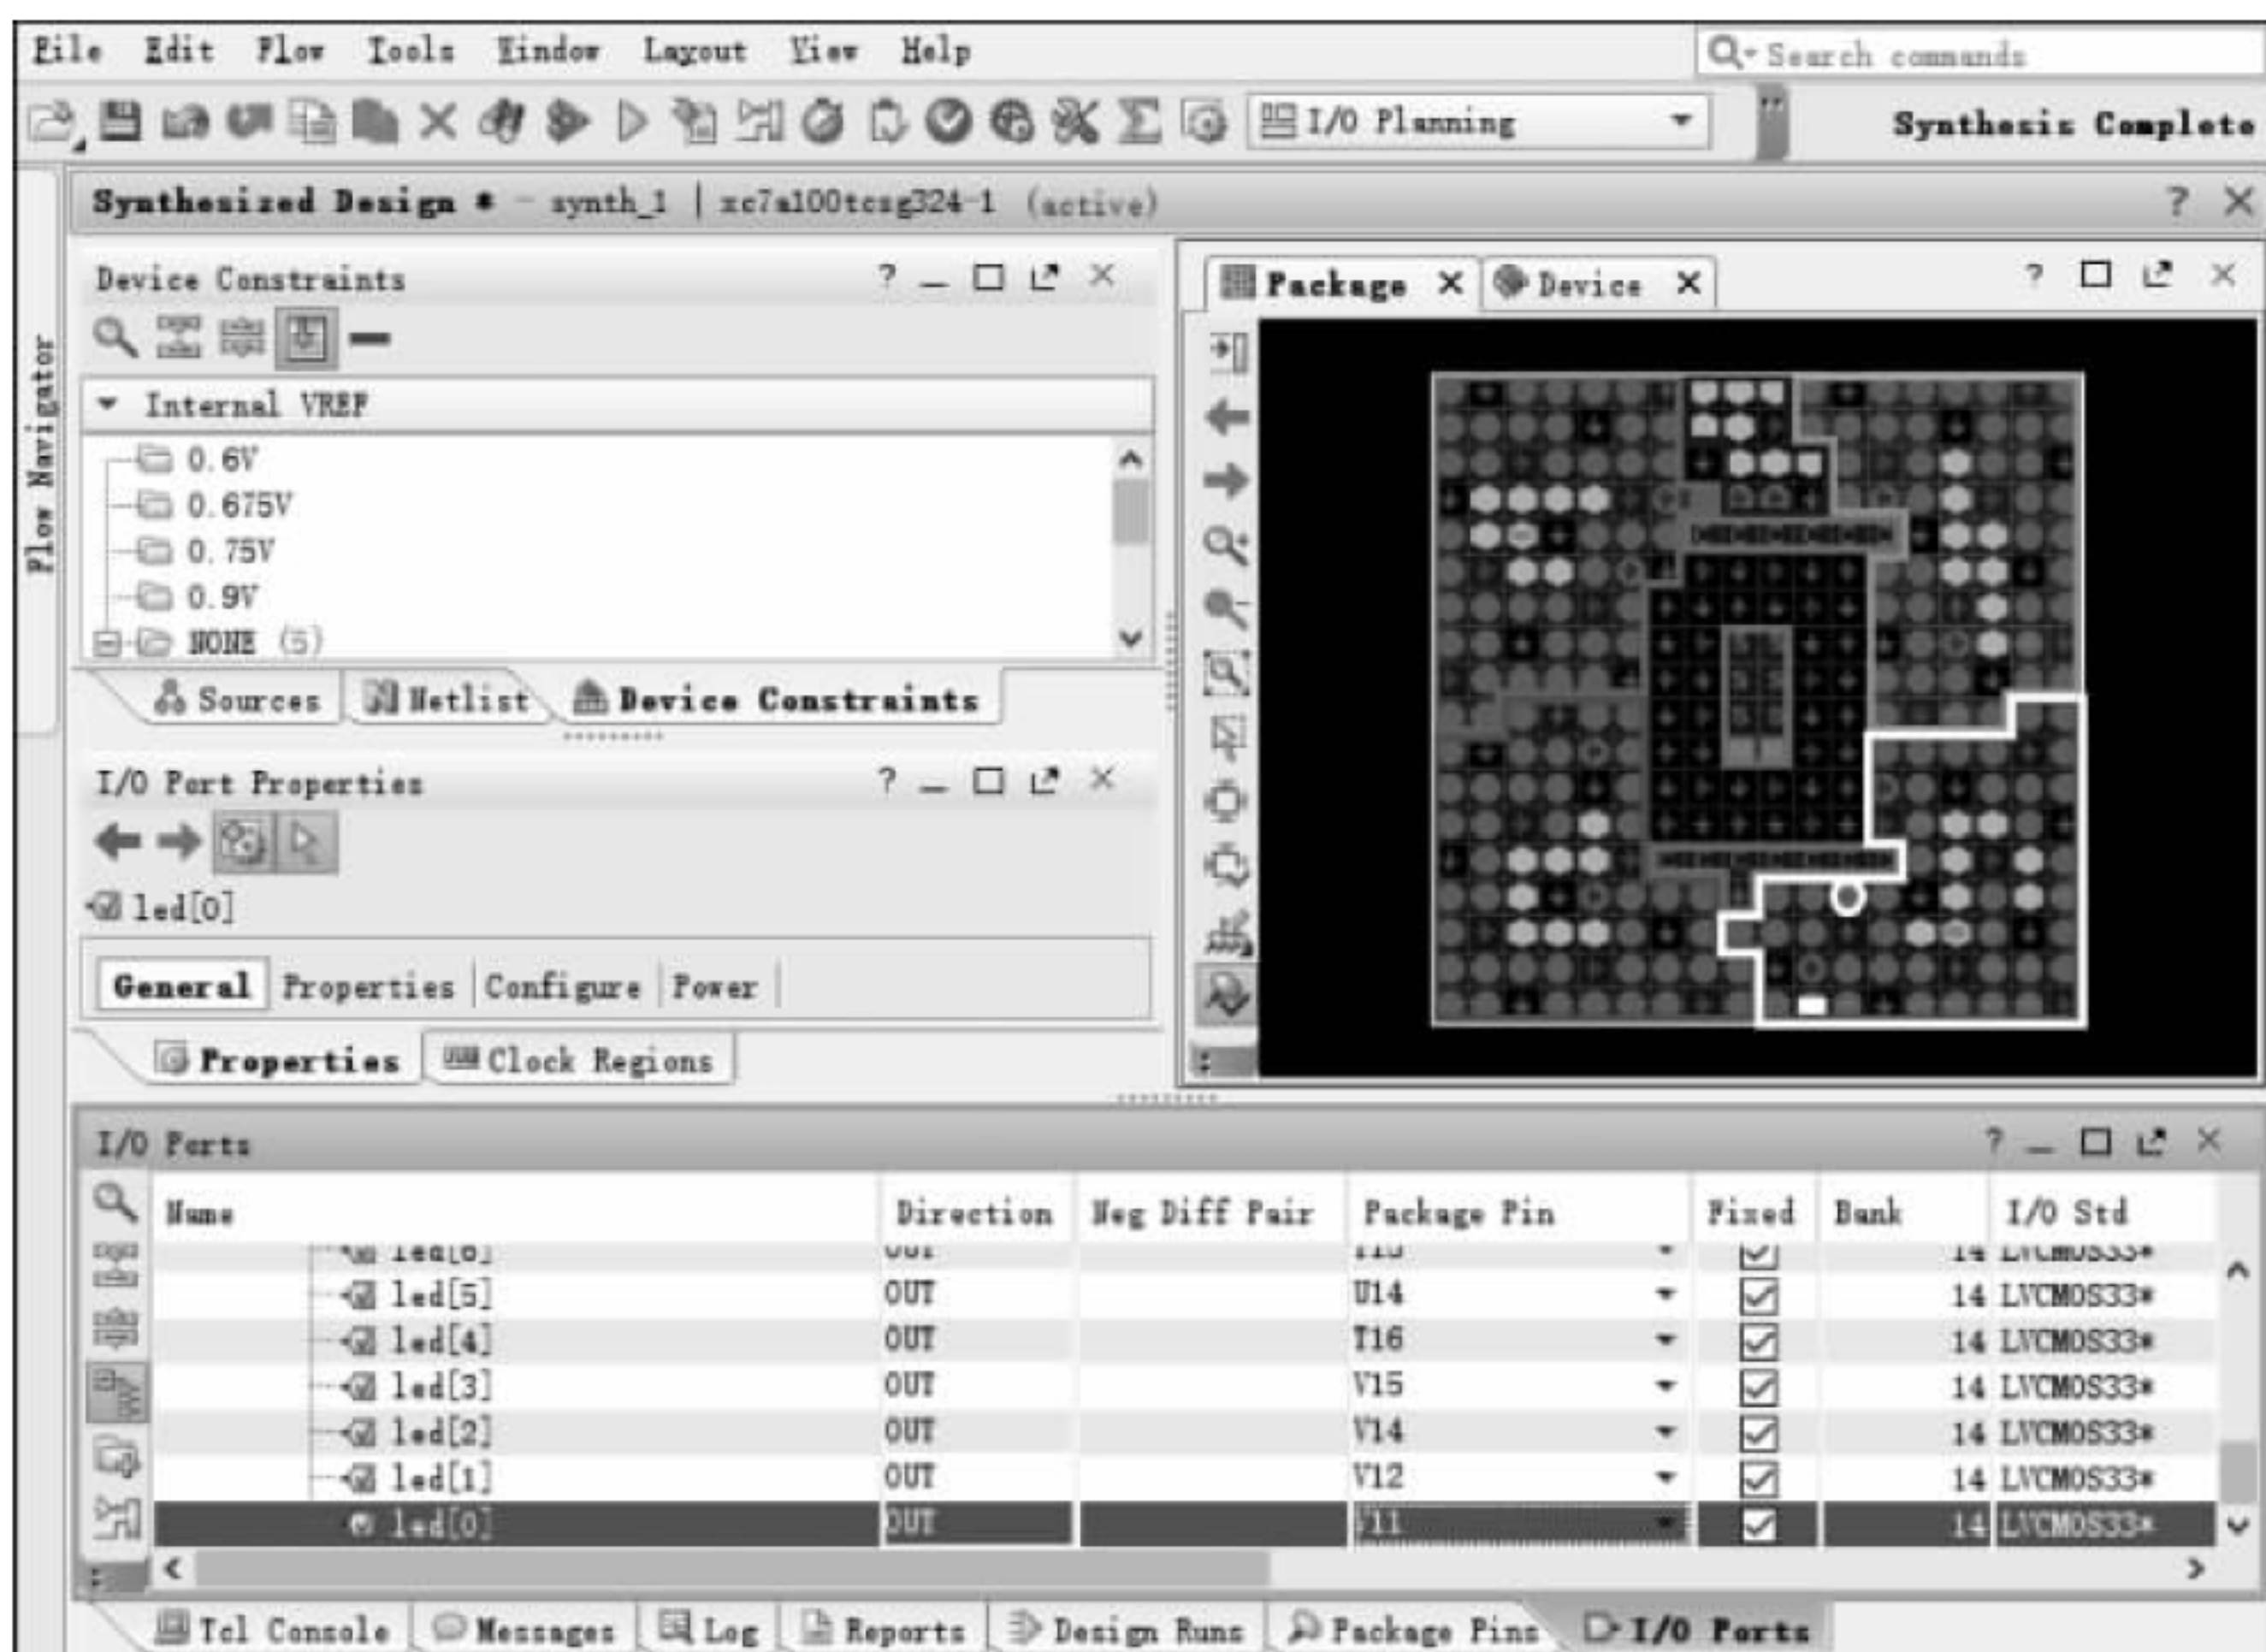 File Edit Flow Tools Window Layout View Help
Search commands
I/O Planning
Synthesis Complete
Flow Navigator
Synthesized Design * - synth_1 | xc7a100tcsg324-1 (active)
Device Constraints
Internal VREF
0.6V
0.675V
0.75V
0.9V
NONE (5)
Sources Netlist Device Constraints
I/O Port Properties
led[0]
General Properties Configure Power
Properties Clock Regions
Package Device
I/O Ports
Name Direction Neg Diff Pair Package Pin Fixed Bank I/O Std
led[6] OUT 14 LVCMOS33*
led[5] OUT U14 14 LVCMOS33*
led[4] OUT T16 14 LVCMOS33*
led[3] OUT V15 14 LVCMOS33*
led[2] OUT V14 14 LVCMOS33*
led[1] OUT V12 14 LVCMOS33*
led[0] OUT V11 14 LVCMOS33*
Tcl Console Messages Log Reports Design Runs Package Pins I/O Ports